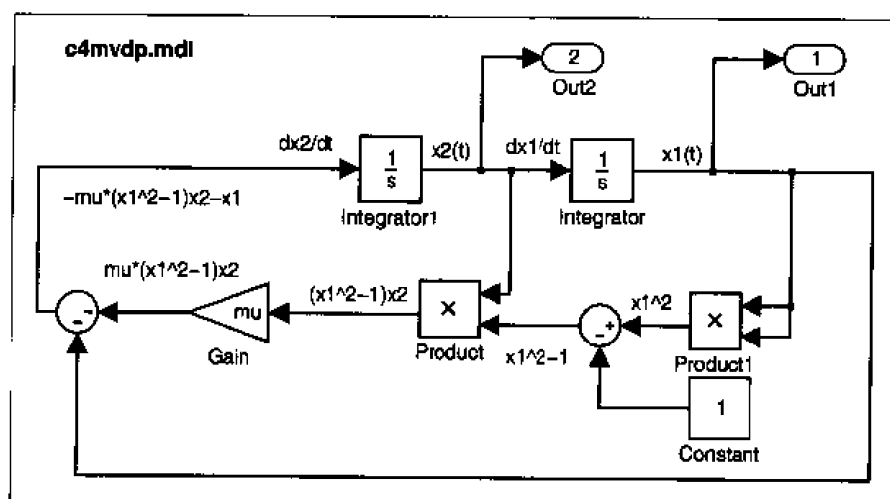 c4mvdp.mdl
2
Out2
1
Out1
dx2/dt
1
s
Integrator1
x2(t)
dx1/dt
1
s
Integrator
x1(t)
-mu*(x1^2-1)x2-x1
mu*(x1^2-1)x2
- -
mu
Gain
(x1^2-1)x2
×
Product
x1^2-1
- +
x1^2
×
Product1
1
Constant